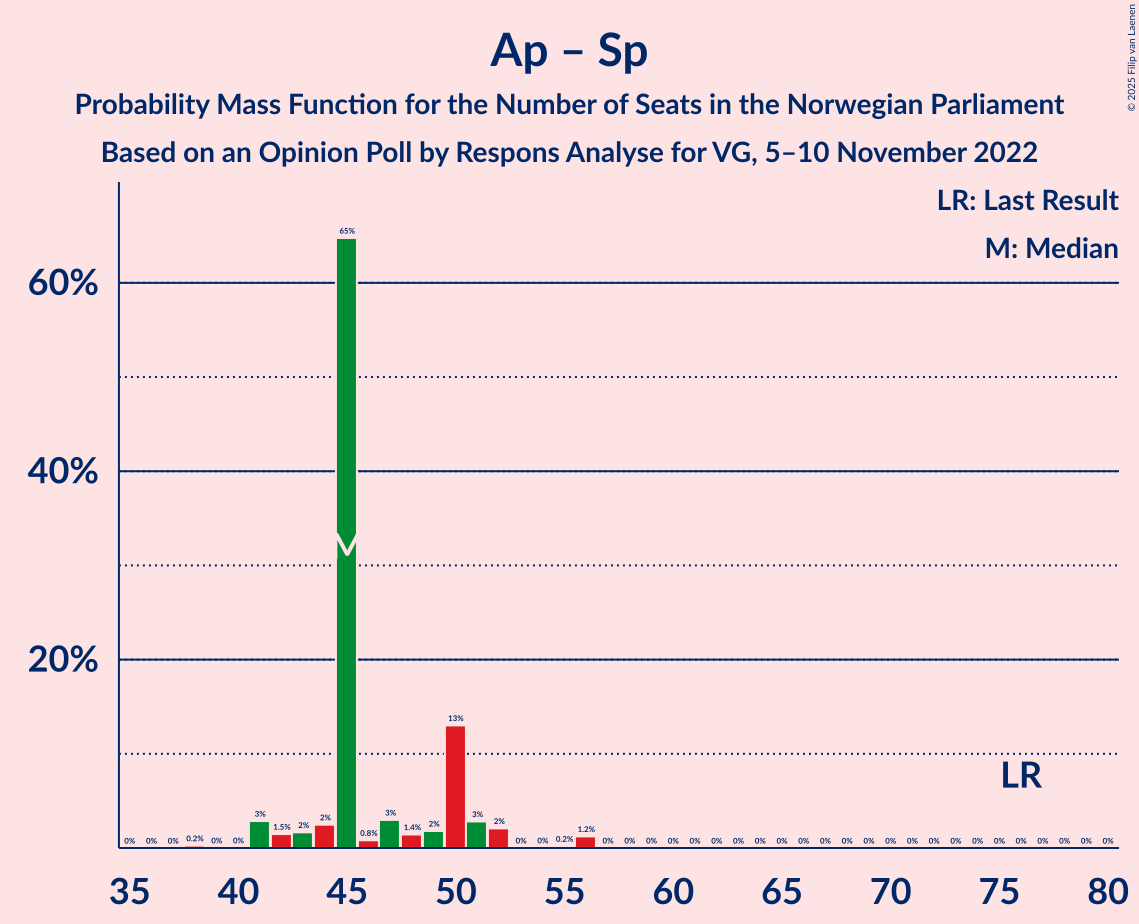 Ap – Sp
Probability Mass Function for the Number of Seats in the Norwegian Parliament
Based on an Opinion Poll by Respons Analyse for VG, 5–10 November 2022
© 2025 Filip van Laenen
LR: Last Result
M: Median
60%
40%
20%
65%
M
13%
LR
0% 0% 0% 0.2% 0% 0% 3% 1.5% 2% 2% 0.8% 3% 1.4% 2% 3% 2% 0% 0% 0.2% 1.2% 0% 0% 0% 0% 0% 0% 0% 0% 0% 0% 0% 0% 0% 0% 0% 0% 0% 0% 0% 0% 0% 0% 0% 0%
35 40 45 50 55 60 65 70 75 80